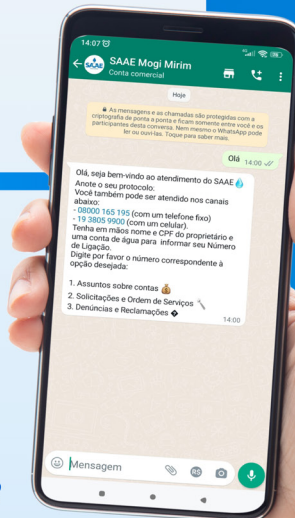 14:07
SAAE Mogi Mirim
Conta comercial
Hoje
As mensagens e as chamadas são protegidas com a
criptografia de ponta a ponta e ficam somente entre você e os
participantes desta conversa. Nem mesmo o WhatsApp pode
ler ou ouvi-las. Toque para saber mais.
Olá 14:00
Olá, seja bem-vindo ao atendimento do SAAE
Anote o seu protocolo:
Você também pode ser atendido nos canais
abaixo:
- 08000 165 195 (com um telefone fixo)
- 19 3805 9900 (com um celular).
Tenha em mãos nome e CPF do proprietário e
uma conta de água para informar seu Número
de Ligação.
Digite por favor o número correspondente à
opção desejada:
1. Assuntos sobre contas 💰
2. Solicitações e Ordem de Serviços 🔧
3. Denúncias e Reclamações �
14:00
Mensagem
R$